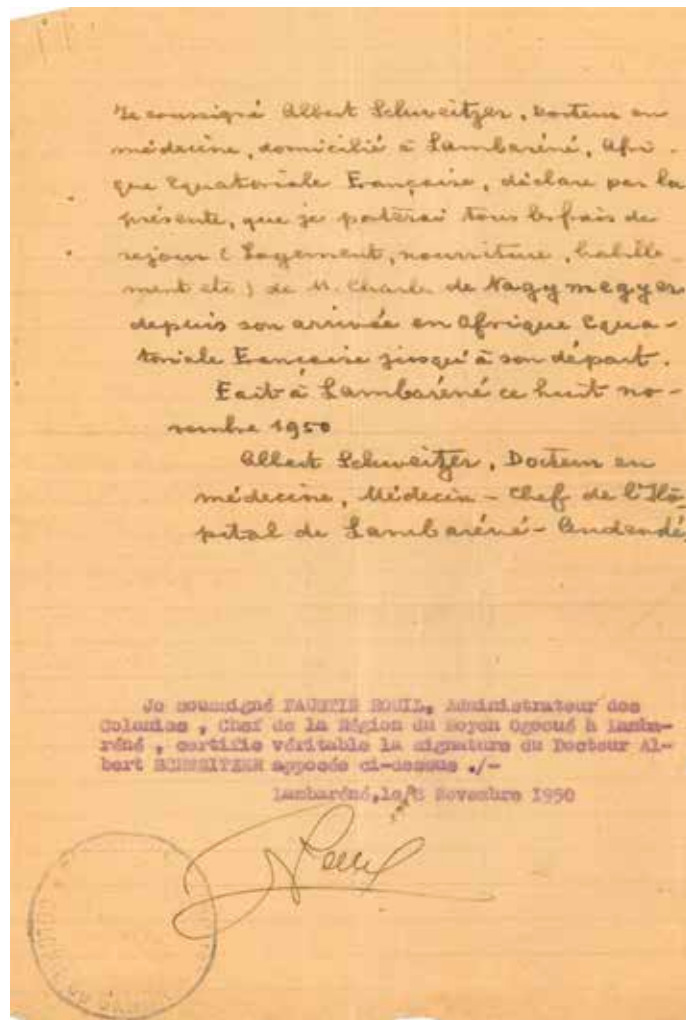 Je soussigné Albert Schweitzer, Docteur en
médecine, domicilié à Lambaréné, Afri-
que Equatoriale Française, déclare par la
présente, que je paterai tous les frais de
sejour (Logement, nourriture, habille
ment etc) de M. Charles de Nagymegyer
depuis son arrivée en Afrique Equa-
toriale Française jusqu'à son départ.
Fait à Lambaréné ce huit no-
vembre 1950
Albert Schweitzer, Docteur en
médecine, Médecin-Chef de l'Hô-
pital de Lambaréné-Andendé,
Je soussigné FAUSTIN, Administrateur des
Colonies, Chef de la Région du Moyen Ogooué à Lamba-
réné, certifie véritable la signature du Docteur Al-
bert SCHWEITZER apposée ci-dessus ./-
Lambaréné, le 8 Novembre 1950